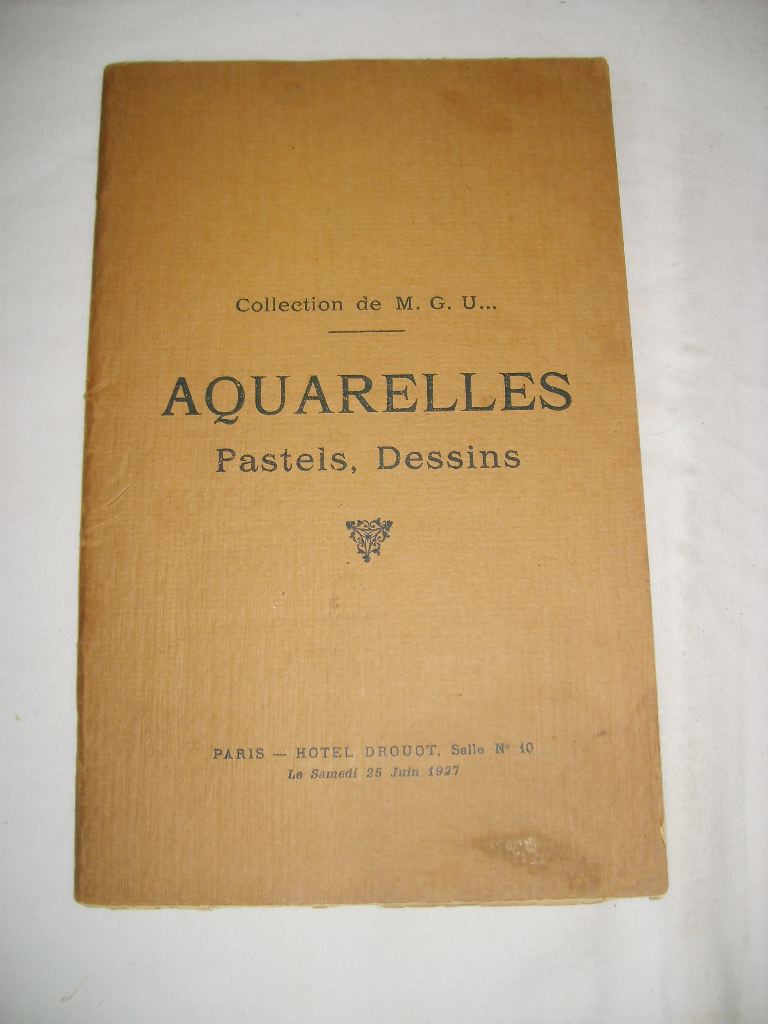 Collection de M. G. U...
AQUARELLES
Pastels, Dessins
PARIS — HOTEL DROUOT, Salle N° 10
Le Samedi 25 Juin 1927